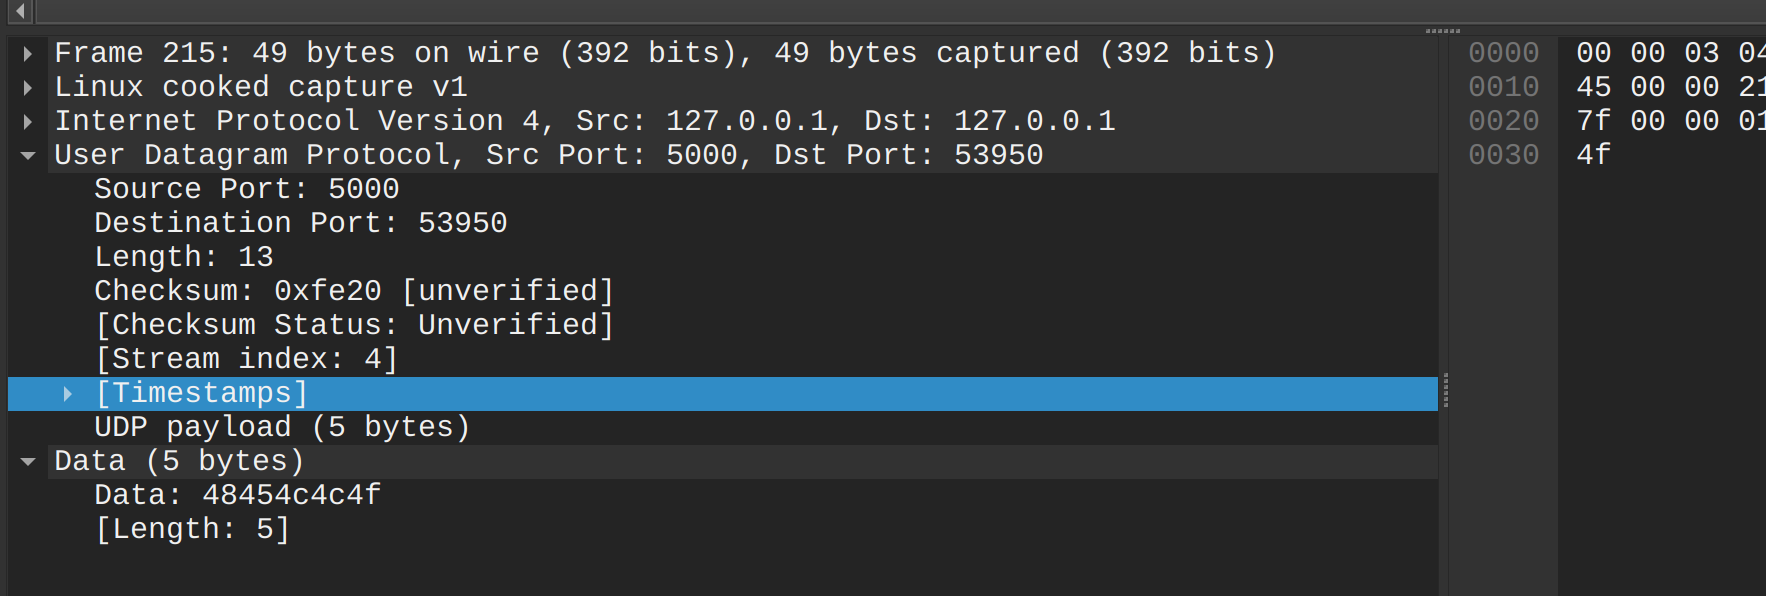 Frame 215: 49 bytes on wire (392 bits), 49 bytes captured (392 bits)
Linux cooked capture v1
Internet Protocol Version 4, Src: 127.0.0.1, Dst: 127.0.0.1
User Datagram Protocol, Src Port: 5000, Dst Port: 53950
Source Port: 5000
Destination Port: 53950
Length: 13
Checksum: 0xfe20 [unverified]
[Checksum Status: Unverified]
[Stream index: 4]
[Timestamps]
UDP payload (5 bytes)
Data (5 bytes)
Data: 48454c4c4f
[Length: 5]
0000 00 00 03 04
0010 45 00 00 21
0020 7f 00 00 01
0030 4f